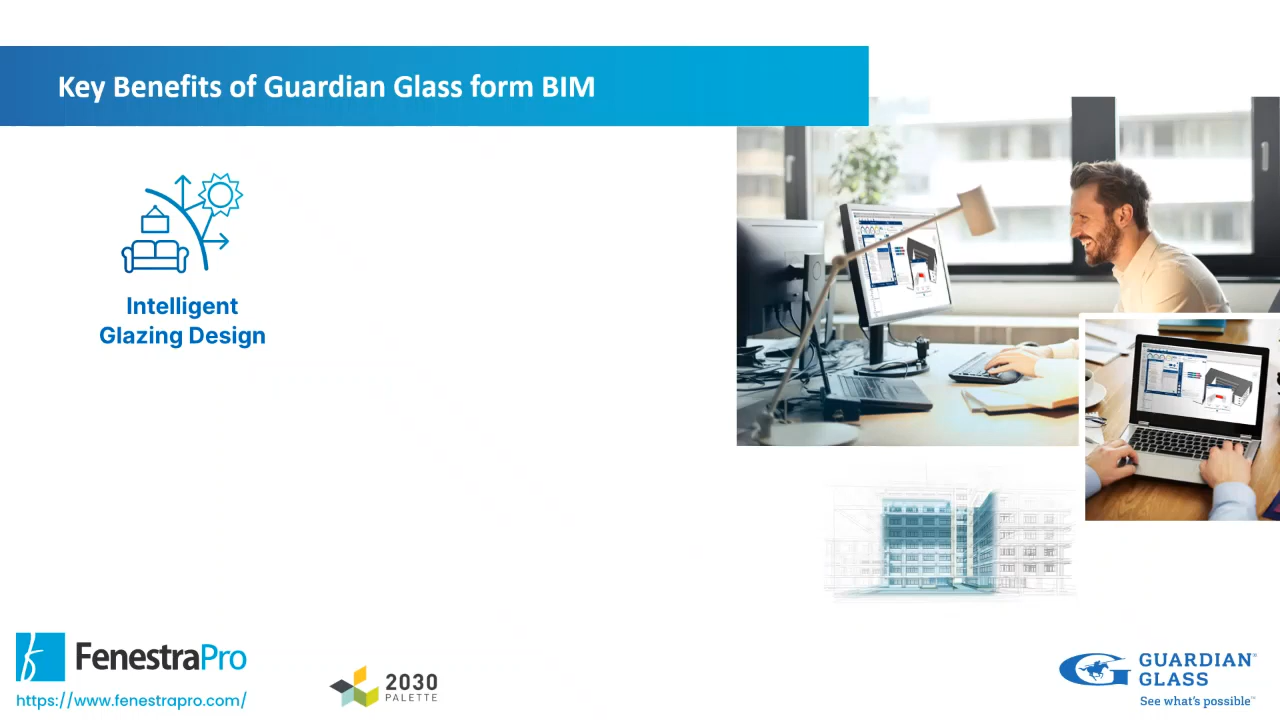 Key Benefits of Guardian Glass form BIM
Intelligent
Glazing Design
FenestraPro
https://www.fenestrapro.com/
2030
PALETTE
GUARDIAN®
GLASS
See what's possible™